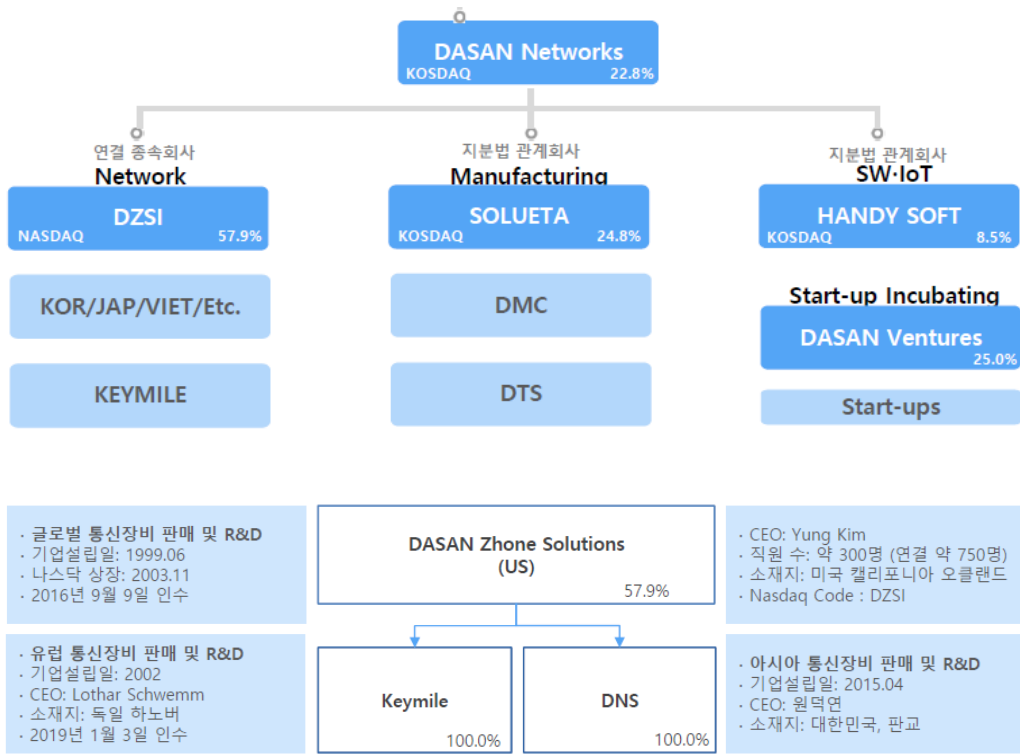 DASAN Networks
KOSDAQ 22.8%
연결 종속회사
Network
DZSI
NASDAQ 57.9%
KOR/JAP/VIET/Etc.
KEYMILE
지분법 관계회사
Manufacturing
SOLUETA
KOSDAQ 24.8%
DMC
DTS
지분법 관계회사
SW·IoT
HANDY SOFT
KOSDAQ 8.5%
Start-up Incubating
DASAN Ventures
25.0%
Start-ups
· 글로벌 통신장비 판매 및 R&D
· 기업설립일: 1999.06
· 나스닥 상장: 2003.11
· 2016년 9월 9일 인수
DASAN Zhone Solutions
(US)
57.9%
· CEO: Yung Kim
· 직원 수: 약 300명 (연결 약 750명)
· 소재지: 미국 캘리포니아 오클랜드
· Nasdaq Code : DZSI
· 유럽 통신장비 판매 및 R&D
· 기업설립일: 2002
· CEO: Lothar Schwemm
· 소재지: 독일 하노버
· 2019년 1월 3일 인수
Keymile
100.0%
DNS
100.0%
· 아시아 통신장비 판매 및 R&D
· 기업설립일: 2015.04
· CEO: 원덕연
· 소재지: 대한민국, 판교